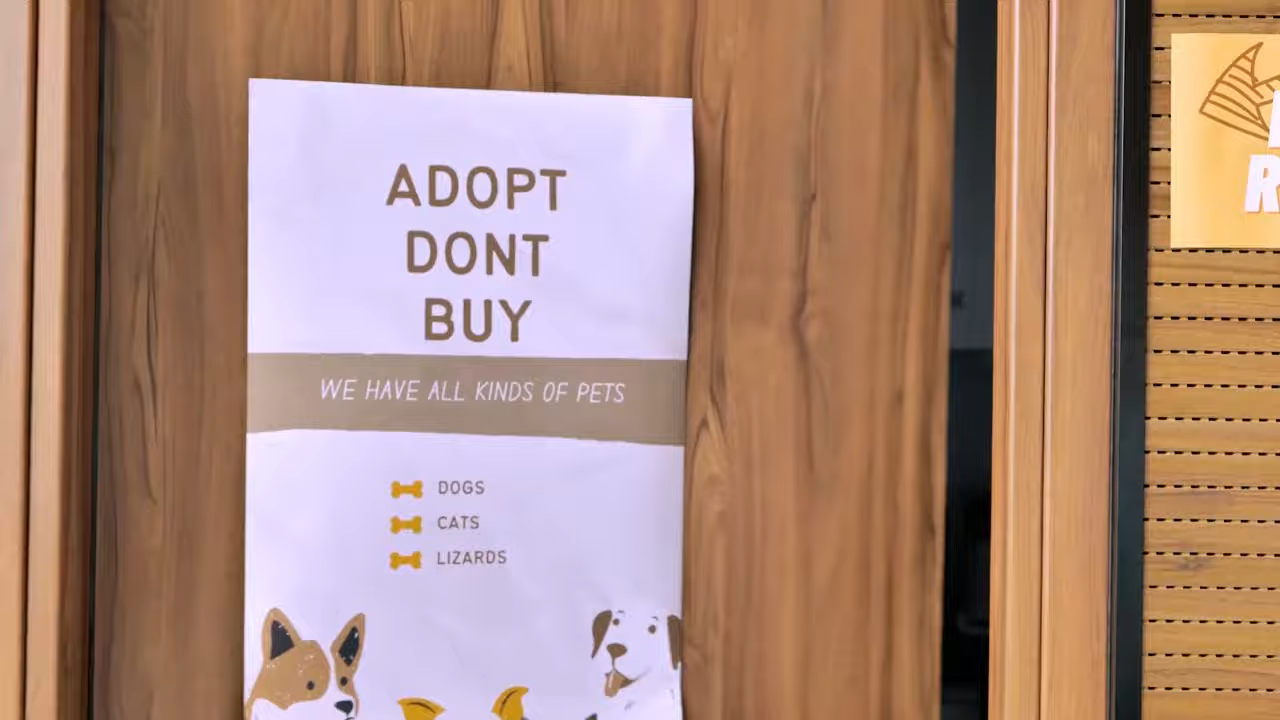 ADOPT
DONT
BUY
WE HAVE ALL KINDS OF PETS
DOGS
CATS
LIZARDS